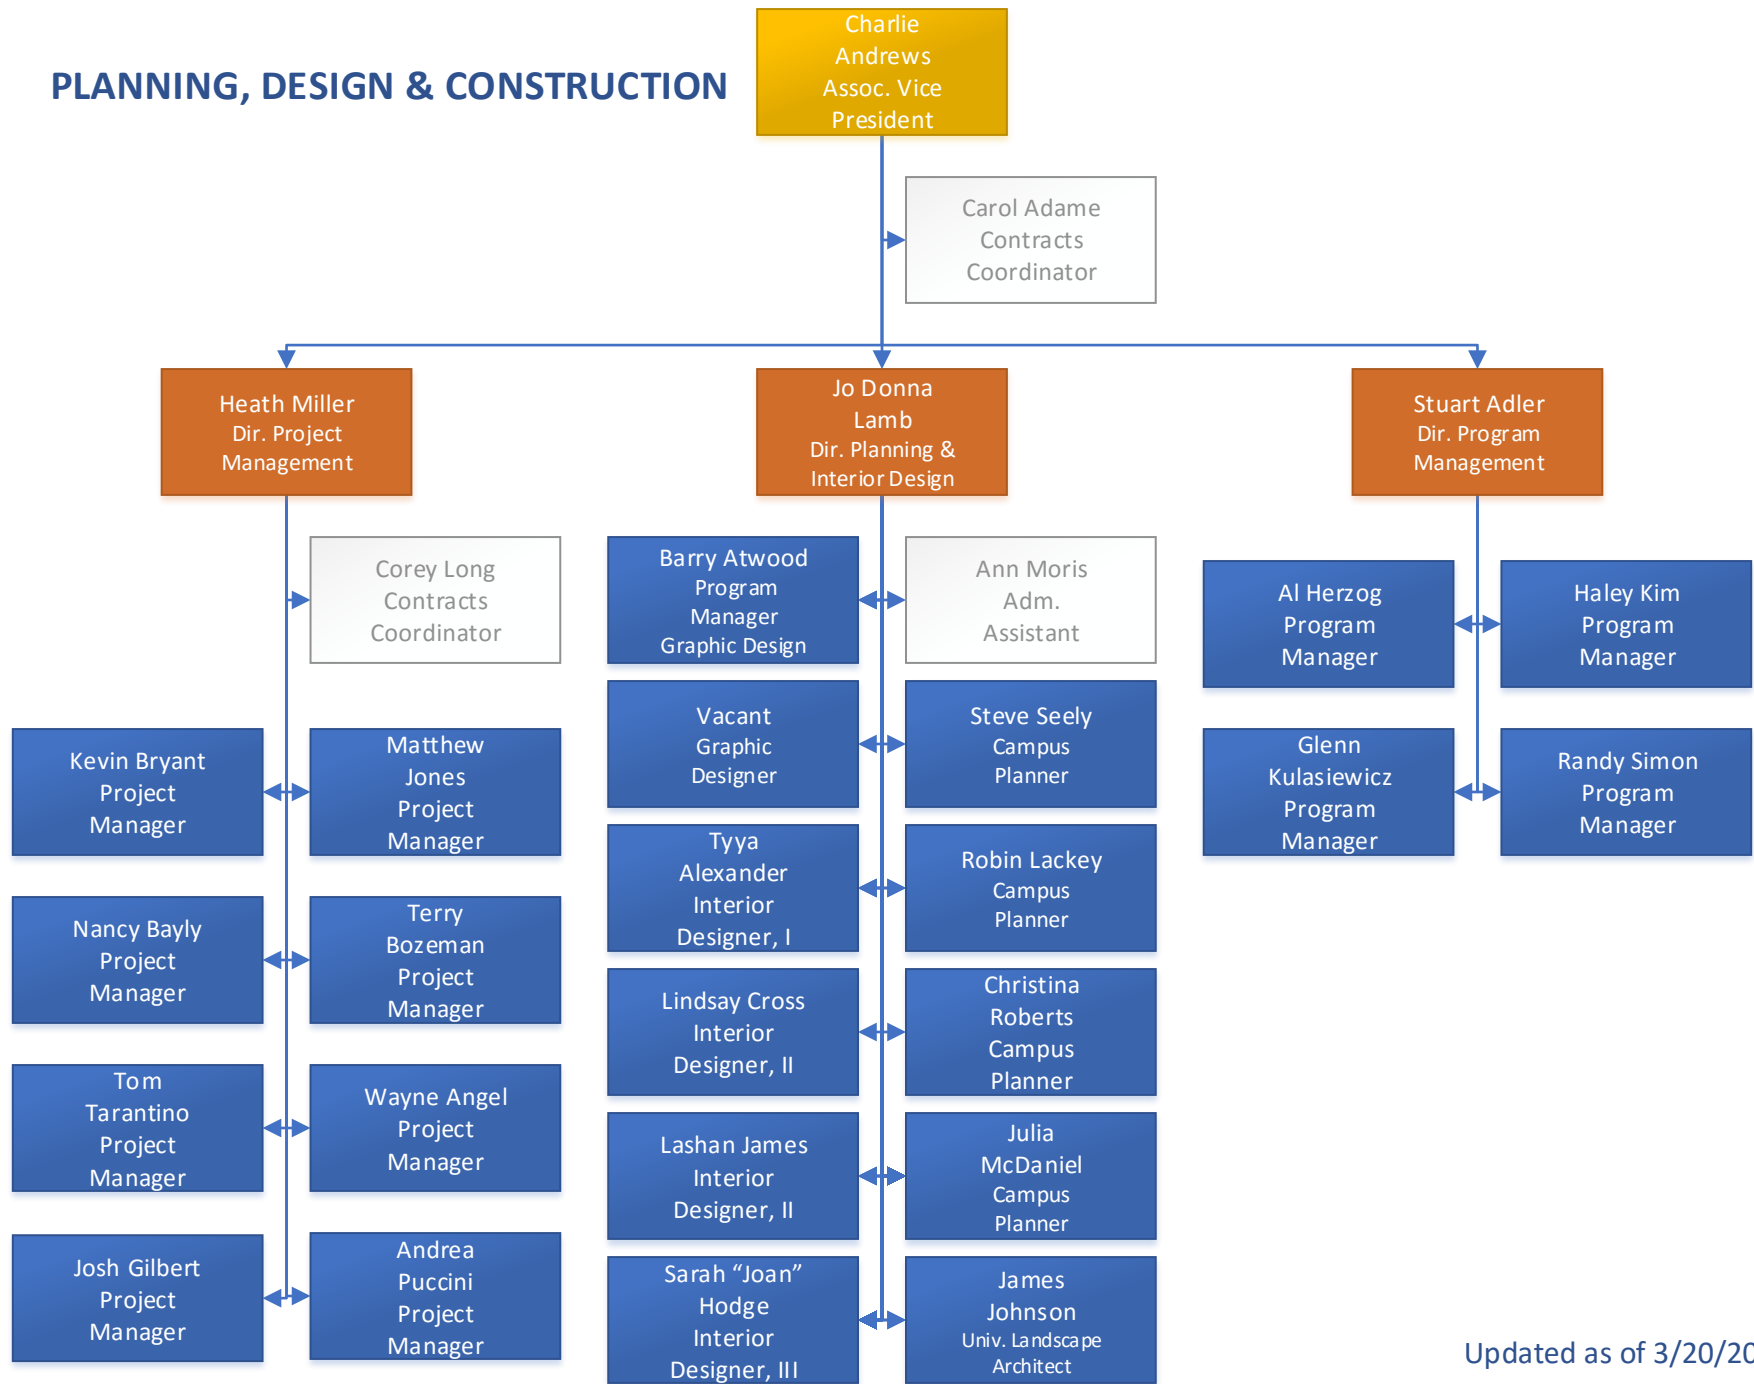 PLANNING, DESIGN & CONSTRUCTION
Charlie
Andrews
Assoc. Vice
President
Carol Adame
Contracts
Coordinator
Heath Miller
Dir. Project
Management
Jo Donna
Lamb
Dir. Planning &
Interior Design
Stuart Adler
Dir. Program
Management
Corey Long
Contracts
Coordinator
Kevin Bryant
Project
Manager
Matthew
Jones
Project
Manager
Nancy Bayly
Project
Manager
Terry
Bozeman
Project
Manager
Tom
Tarantino
Project
Manager
Wayne Angel
Project
Manager
Josh Gilbert
Project
Manager
Andrea
Puccini
Project
Manager
Barry Atwood
Program
Manager
Graphic Design
Ann Moris
Adm.
Assistant
Vacant
Graphic
Designer
Steve Seely
Campus
Planner
Tyya
Alexander
Interior
Designer, I
Robin Lackey
Campus
Planner
Lindsay Cross
Interior
Designer, II
Christina
Roberts
Campus
Planner
Lashan James
Interior
Designer, II
Julia
McDaniel
Campus
Planner
Sarah “Joan”
Hodge
Interior
Designer, III
James
Johnson
Univ. Landscape
Architect
Al Herzog
Program
Manager
Haley Kim
Program
Manager
Glenn
Kulasiewicz
Program
Manager
Randy Simon
Program
Manager
Updated as of 3/20/20